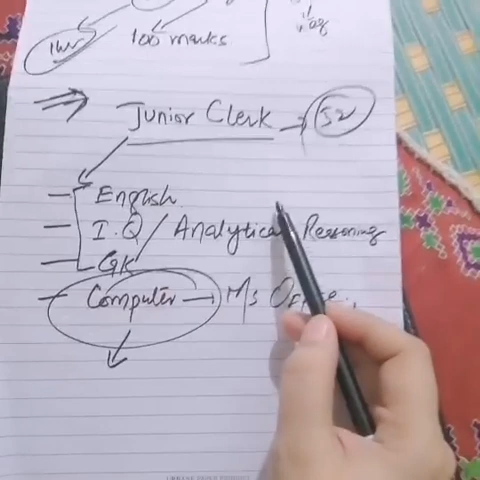 1hr 100 marks
Junior Clerk → 52
English
I.Q / Analytical Reasoning
GK
Computer → Ms Office